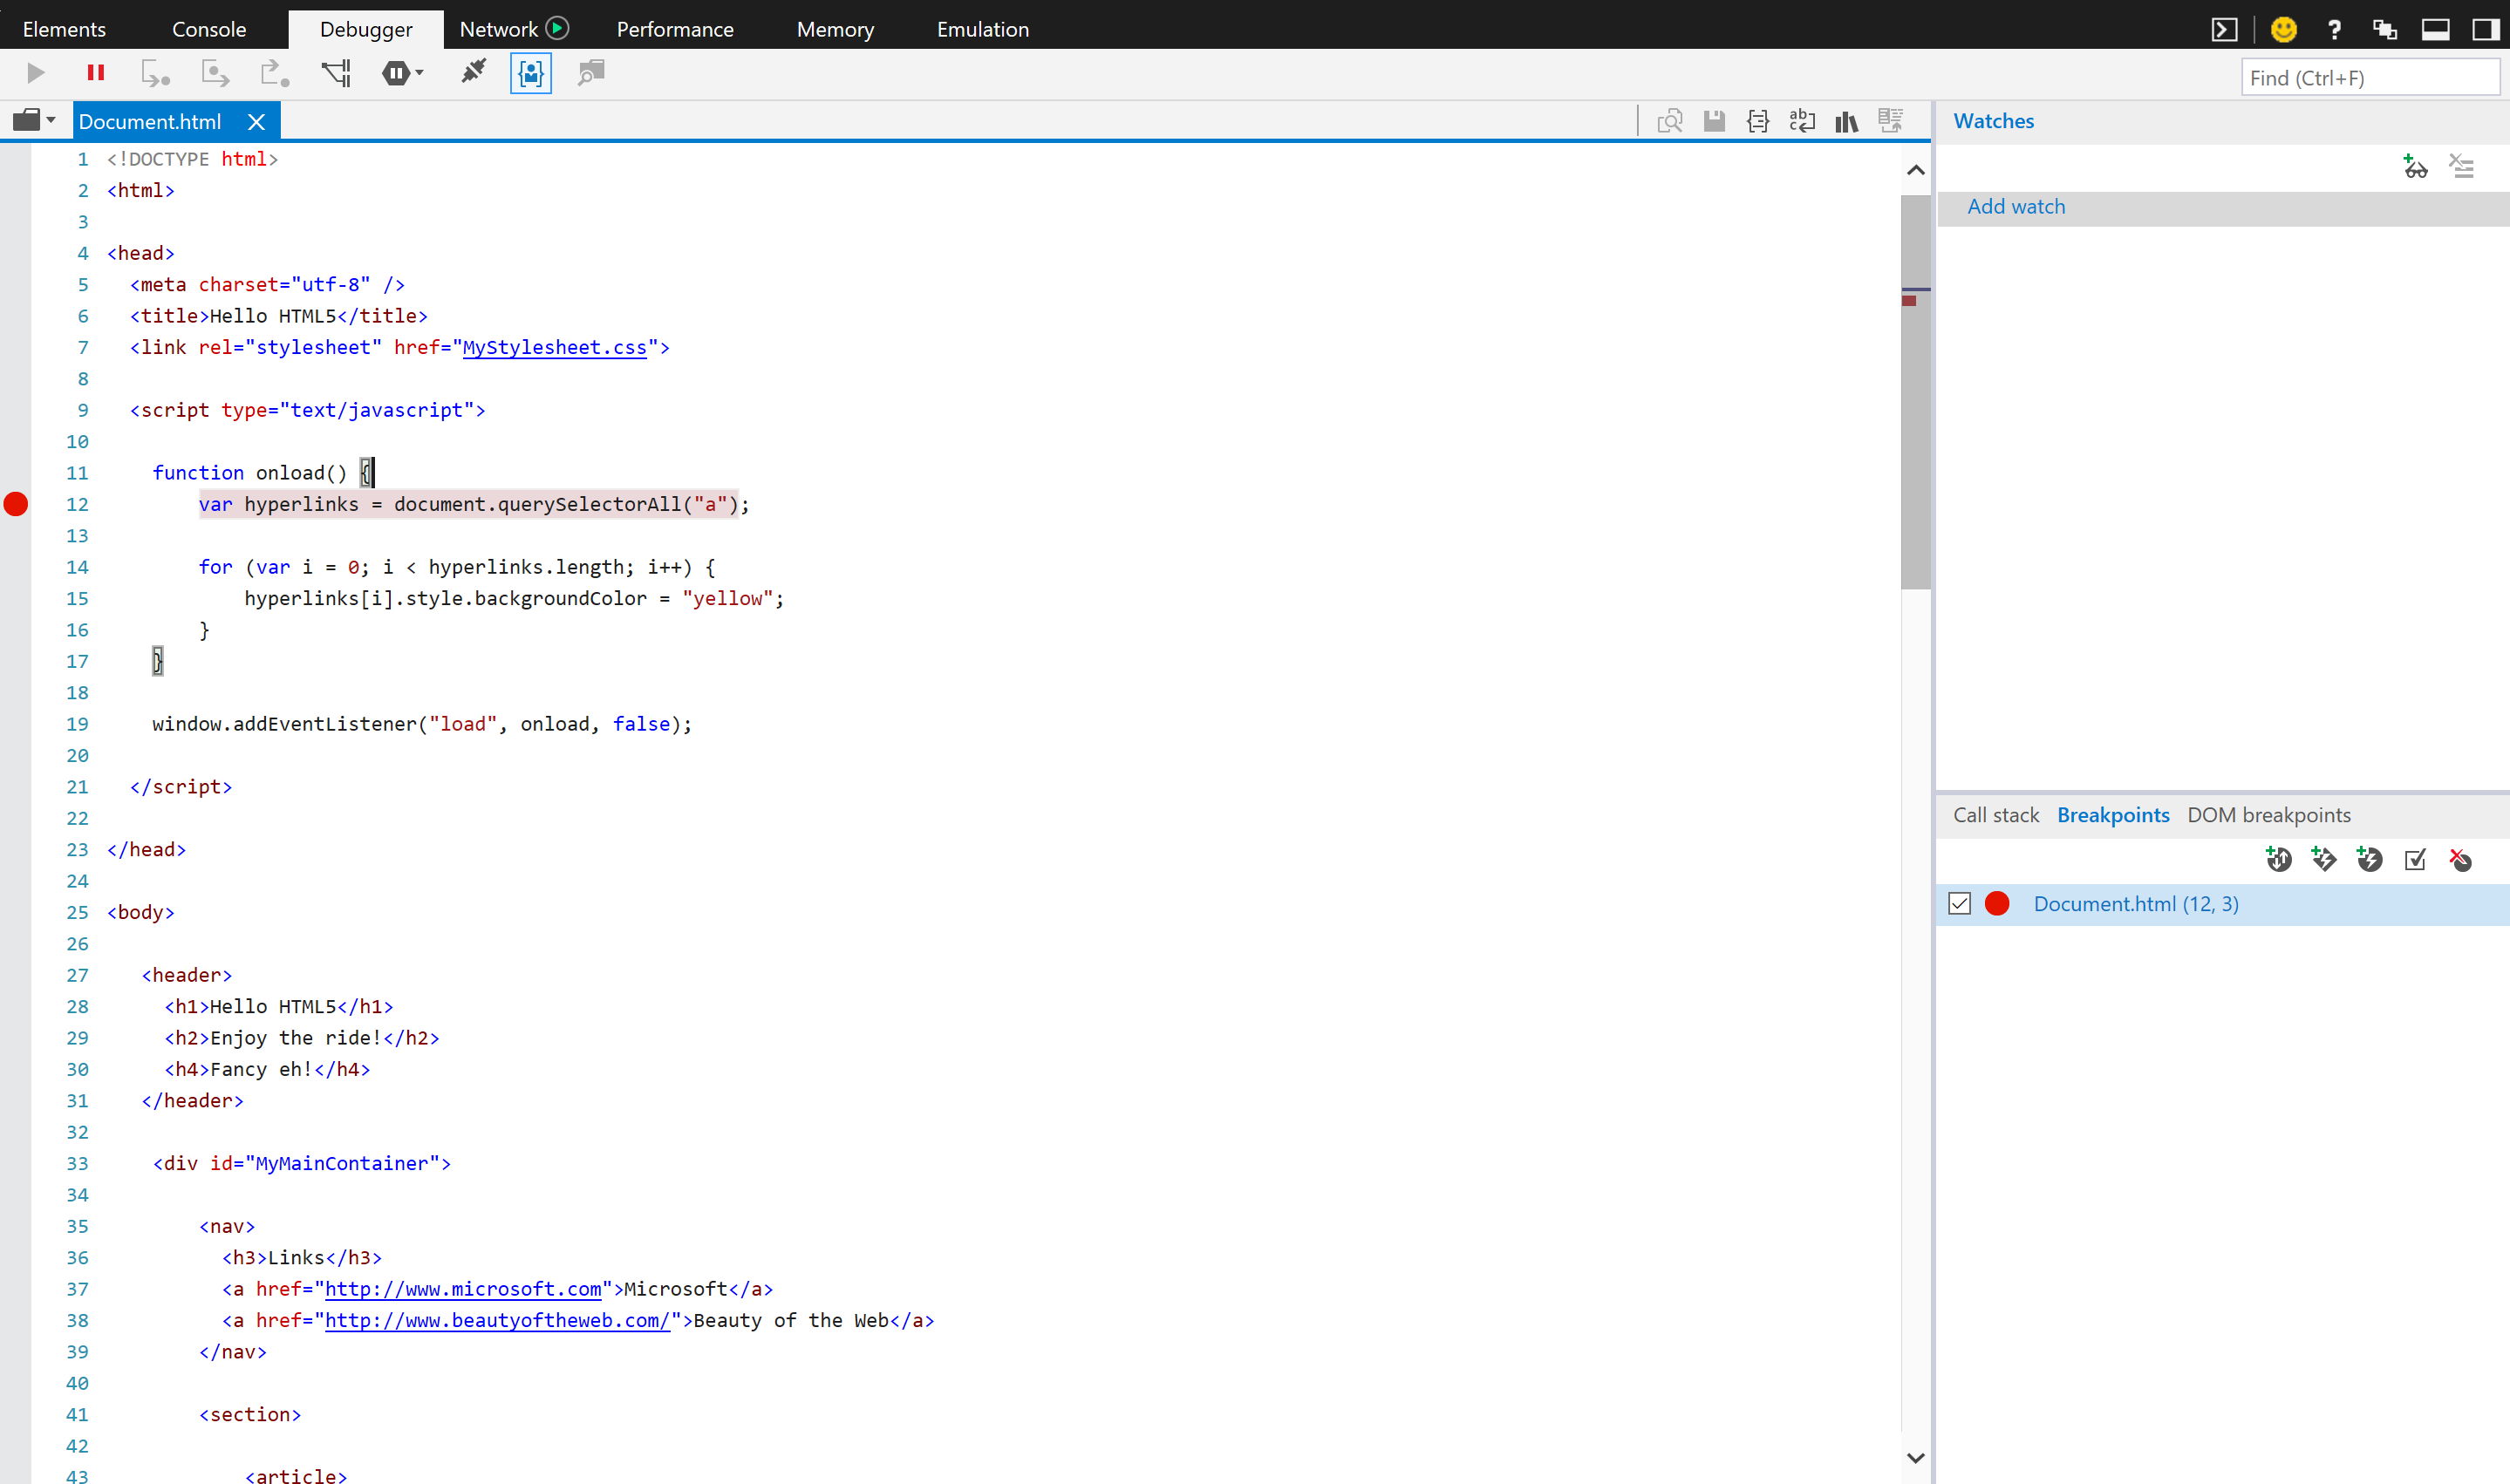 Elements Console Debugger Network Performance Memory Emulation ?
Find (Ctrl+F)
Document.html
Watches
Add watch
1 <!DOCTYPE html>
2 <html>
3
4 <head>
5 <meta charset="utf-8" />
6 <title>Hello HTML5</title>
7 <link rel="stylesheet" href="MyStylesheet.css">
8
9 <script type="text/javascript">
10
11 function onload() {
12 var hyperlinks = document.querySelectorAll("a");
13
14 for (var i = 0; i < hyperlinks.length; i++) {
15 hyperlinks[i].style.backgroundColor = "yellow";
16 }
17 }
18
19 window.addEventListener("load", onload, false);
20
21 </script>
22
23 </head>
24
25 <body>
26
27 <header>
28 <h1>Hello HTML5</h1>
29 <h2>Enjoy the ride!</h2>
30 <h4>Fancy eh!</h4>
31 </header>
32
33 <div id="MyMainContainer">
34
35 <nav>
36 <h3>Links</h3>
37 <a href="http://www.microsoft.com">Microsoft</a>
38 <a href="http://www.beautyoftheweb.com/">Beauty of the Web</a>
39 </nav>
40
41 <section>
42
43 <article>
Call stack Breakpoints DOM breakpoints
Document.html (12, 3)